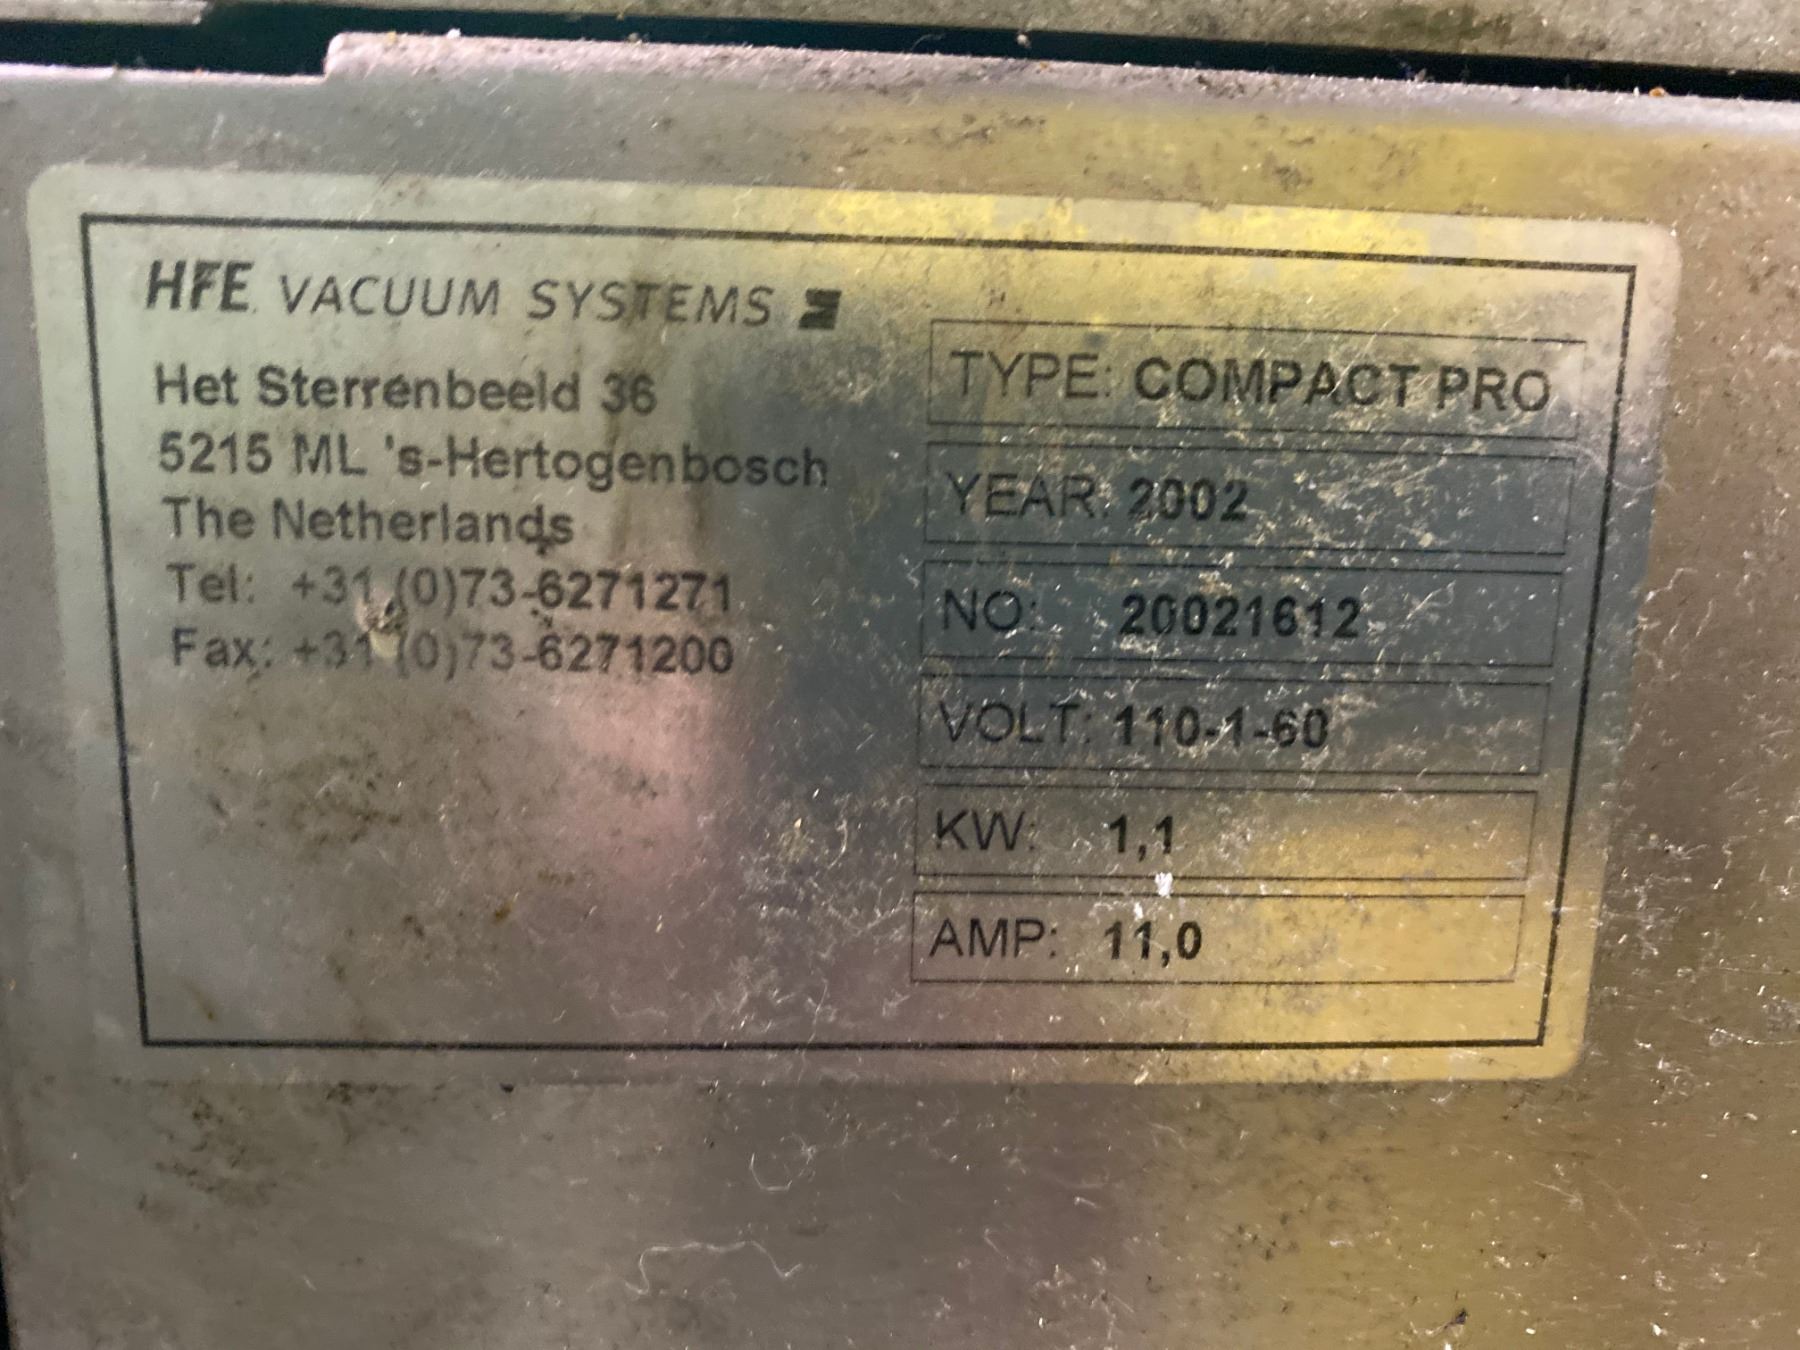 HFE VACUUM SYSTEMS
Het Sterrenbeeld 36
5215 ML 's-Hertogenbosch
The Netherlands
Tel: +31 (0)73-6271271
Fax: +31 (0)73-6271200
TYPE: COMPACT PRO
YEAR: 2002
NO: 20021612
VOLT: 110-1-60
KW: 1,1
AMP: 11,0